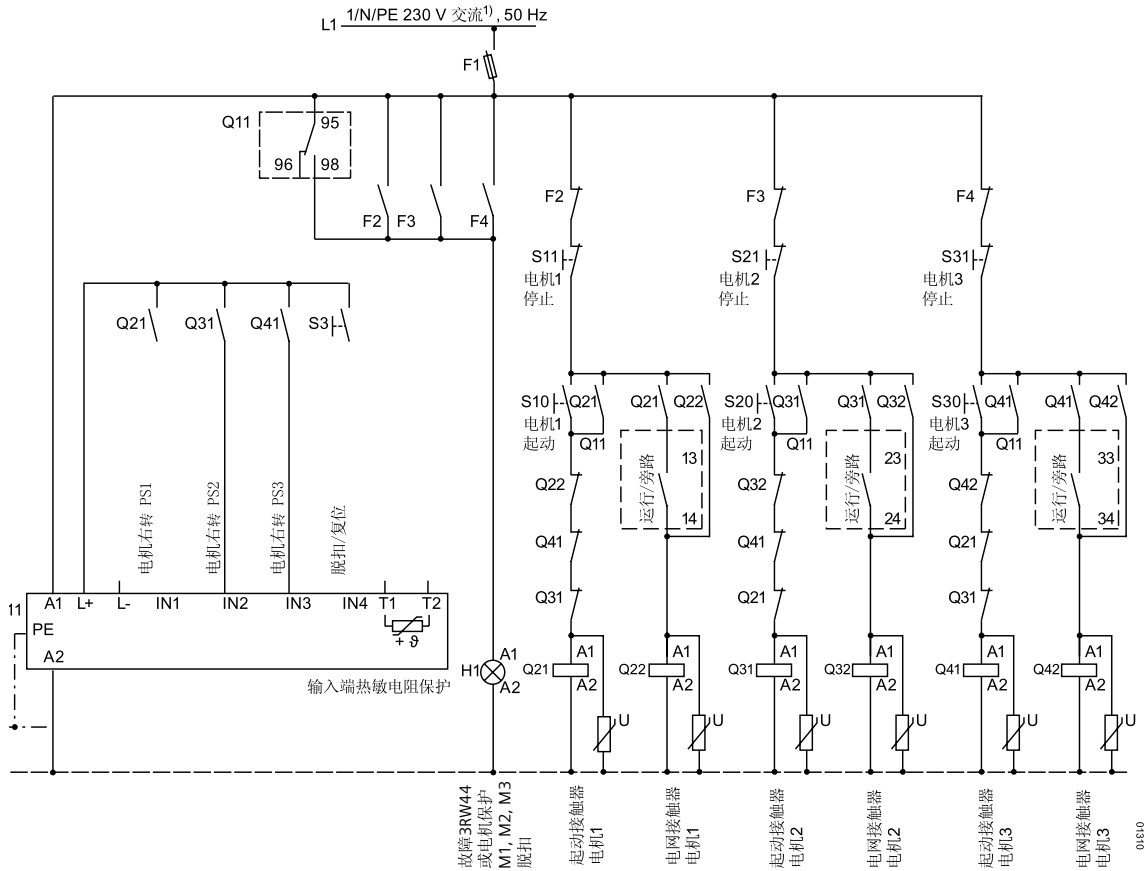 1/N/PE 230 V 交流1), 50 Hz
L1
F1
Q11
95
96
98
F2
F3
F4
F2
F3
F4
S11
电机1
停止
S21
电机2
停止
S31
电机3
停止
Q21
Q31
Q41
S3
S10
电机1
起动
Q21
Q11
Q21
Q22
S20
电机2
起动
Q31
Q11
Q31
Q32
S30
电机3
起动
Q41
Q11
Q41
Q42
运行/旁路
13
14
运行/旁路
23
24
运行/旁路
33
34
Q22
Q41
Q31
Q32
Q41
Q21
Q42
Q21
Q31
电机右转 PS1
电机右转 PS2
电机右转 PS3
脱扣/复位
11
A1
L+
L-
IN1
IN2
IN3
IN4
T1
T2
PE
+ ϑ
A2
输入端热敏电阻保护
H1
A1
A2
Q21
A1
A2
Q22
A1
A2
Q31
A1
A2
Q32
A1
A2
Q41
A1
A2
Q42
A1
A2
U
U
U
U
U
U
故障3RW44
或电机保护
M1, M2, M3
脱扣
起动接触器
电机1
电网接触器
电机1
起动接触器
电机2
电网接触器
电机2
起动接触器
电机3
电网接触器
电机3
01310